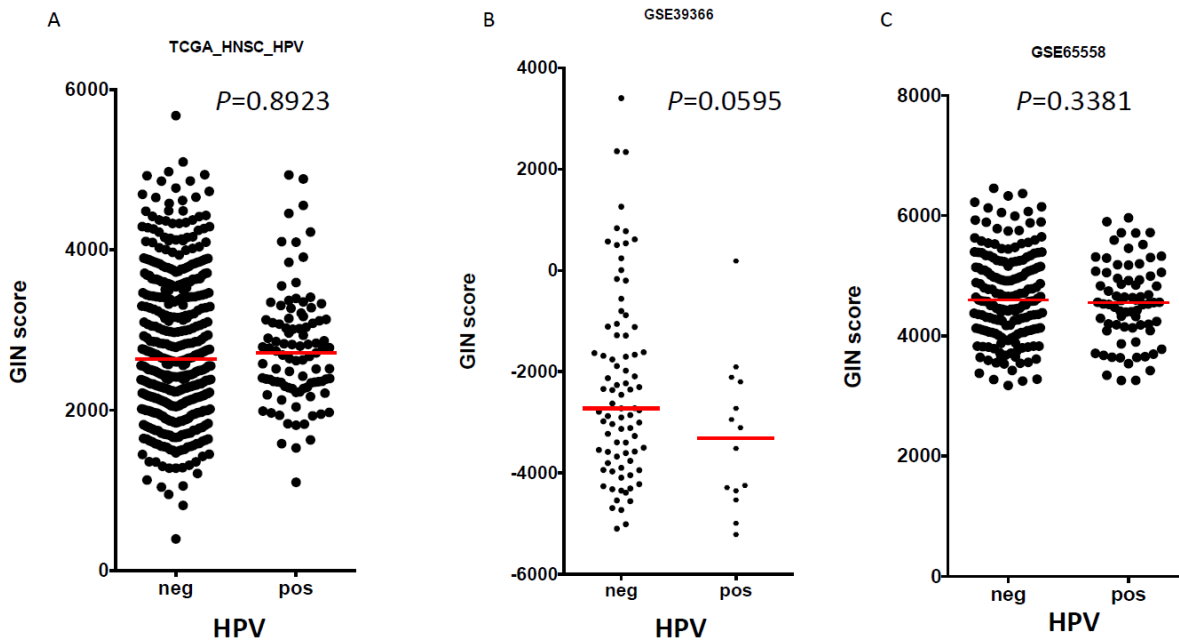 A
TCGA_HNSC_HPV
P=0.8923
GIN score
6000
4000
2000
0
neg
pos
HPV
B
GSE39366
P=0.0595
GIN score
4000
2000
0
-2000
-4000
-6000
neg
pos
HPV
C
GSE65558
P=0.3381
GIN score
8000
6000
4000
2000
0
neg
pos
HPV